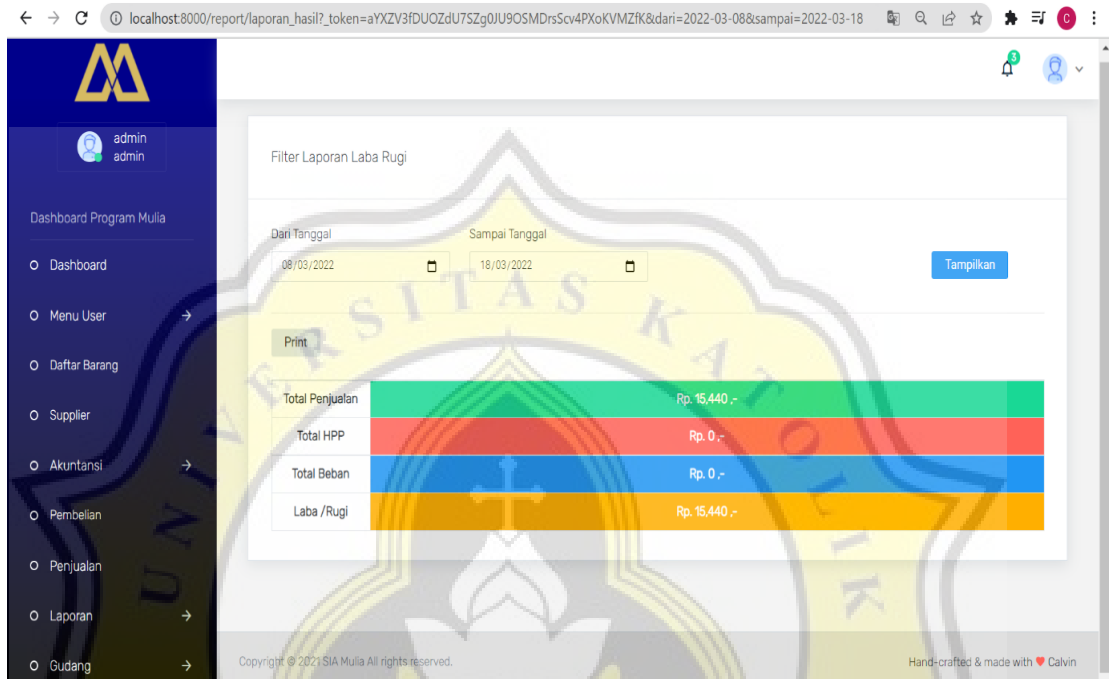 localhost:8000/report/laporan_hasil?_token=aYXZV3fDUOZdU7SZg0JU9OSMDrsScv4PXoKVMZfK&dari=2022-03-08&sampai=2022-03-18
C
3
admin
admin
Dashboard Program Mulia
Dashboard
Menu User
Daftar Barang
Supplier
Akuntansi
Pembelian
Penjualan
Laporan
Gudang
Filter Laporan Laba Rugi
Dari Tanggal Sampai Tanggal
08/03/2022 18/03/2022 Tampilkan
Print
Total Penjualan Rp. 15,440 ,-
Total HPP Rp. 0 ,-
Total Beban Rp. 0 ,-
Laba /Rugi Rp. 15,440 ,-
UNIVERSITAS KATOLIK
Copyright © 2021 SIA Mulia All rights reserved. Hand-crafted & made with ♥ Calvin